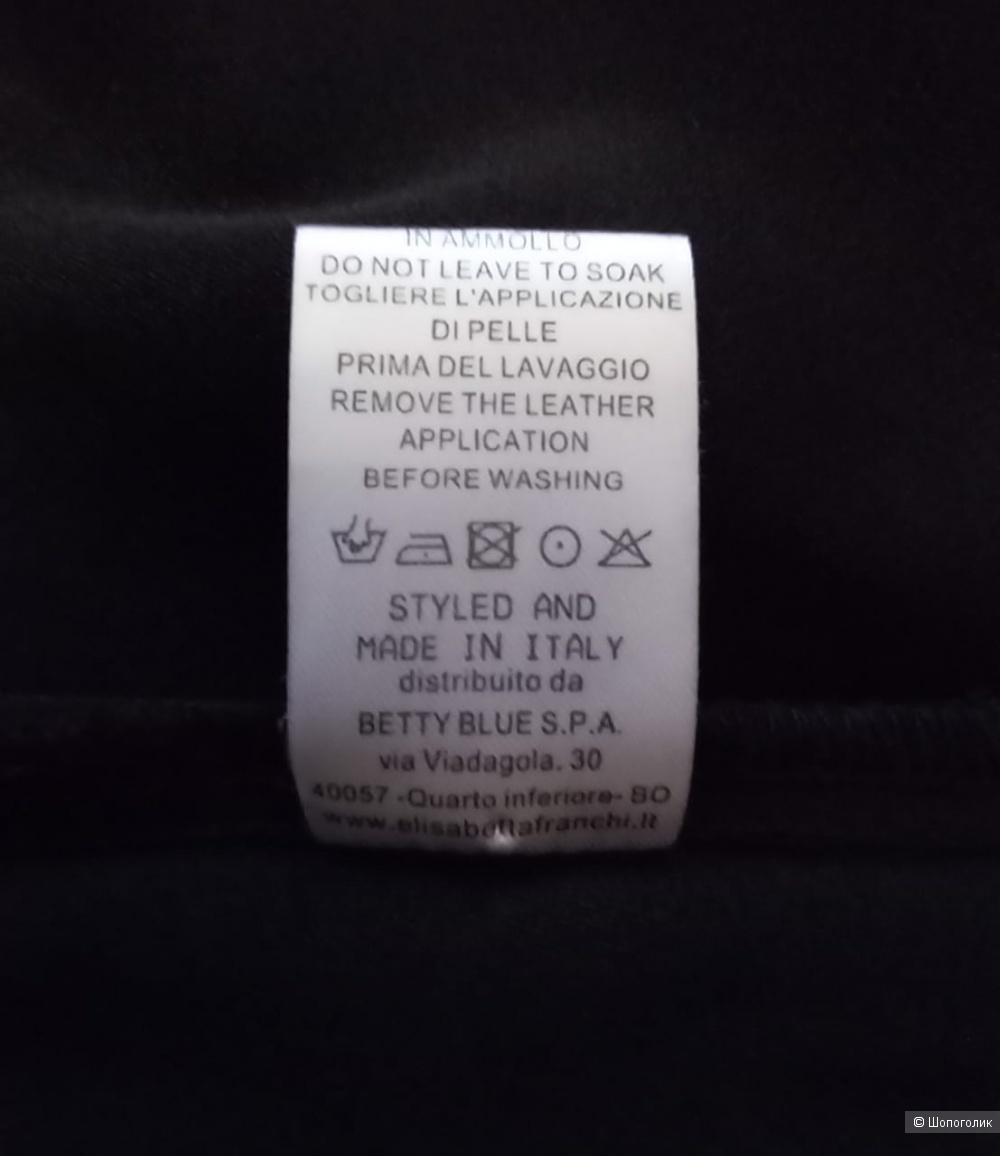 IN AMMOLLO
DO NOT LEAVE TO SOAK
TOGLIERE L'APPLICAZIONE
DI PELLE
PRIMA DEL LAVAGGIO
REMOVE THE LEATHER
APPLICATION
BEFORE WASHING
STYLED AND
MADE IN ITALY
distribuito da
BETTY BLUE S.P.A.
via Viadagola. 30
40057 -Quarto inferiore- BO
www.elisabettafranchi.it
© Шопоголик